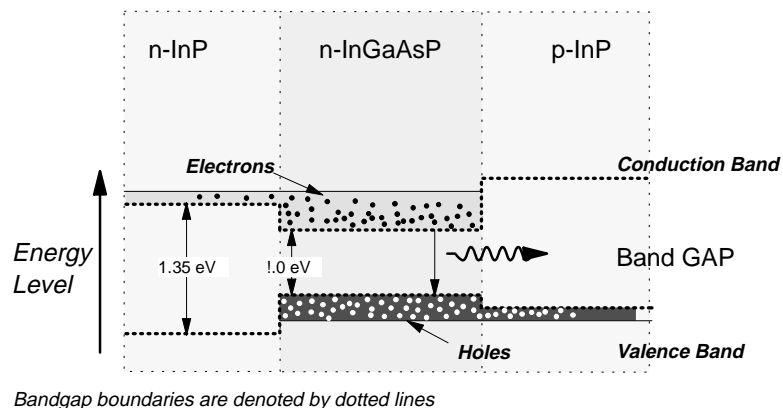 n-InP
n-InGaAsP
p-InP
Electrons
Conduction Band
Energy
Level
1.35 eV
!.0 eV
Band GAP
Holes
Valence Band
Bandgap boundaries are denoted by dotted lines